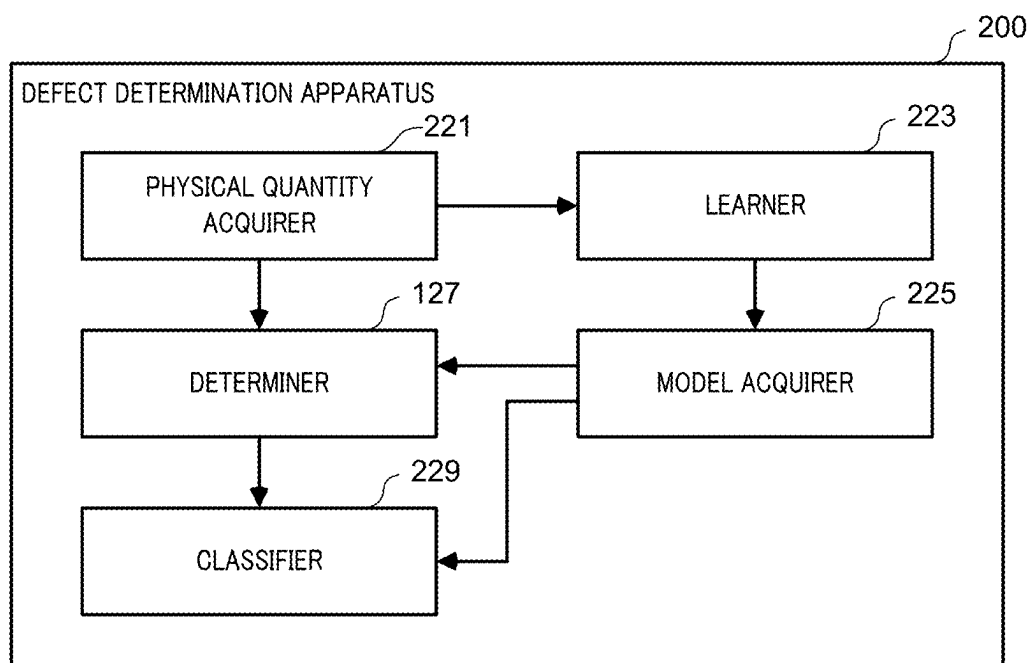 200
DEFECT DETERMINATION APPARATUS
221
223
PHYSICAL QUANTITY
ACQUIRER
LEARNER
127
225
DETERMINER
MODEL ACQUIRER
229
CLASSIFIER